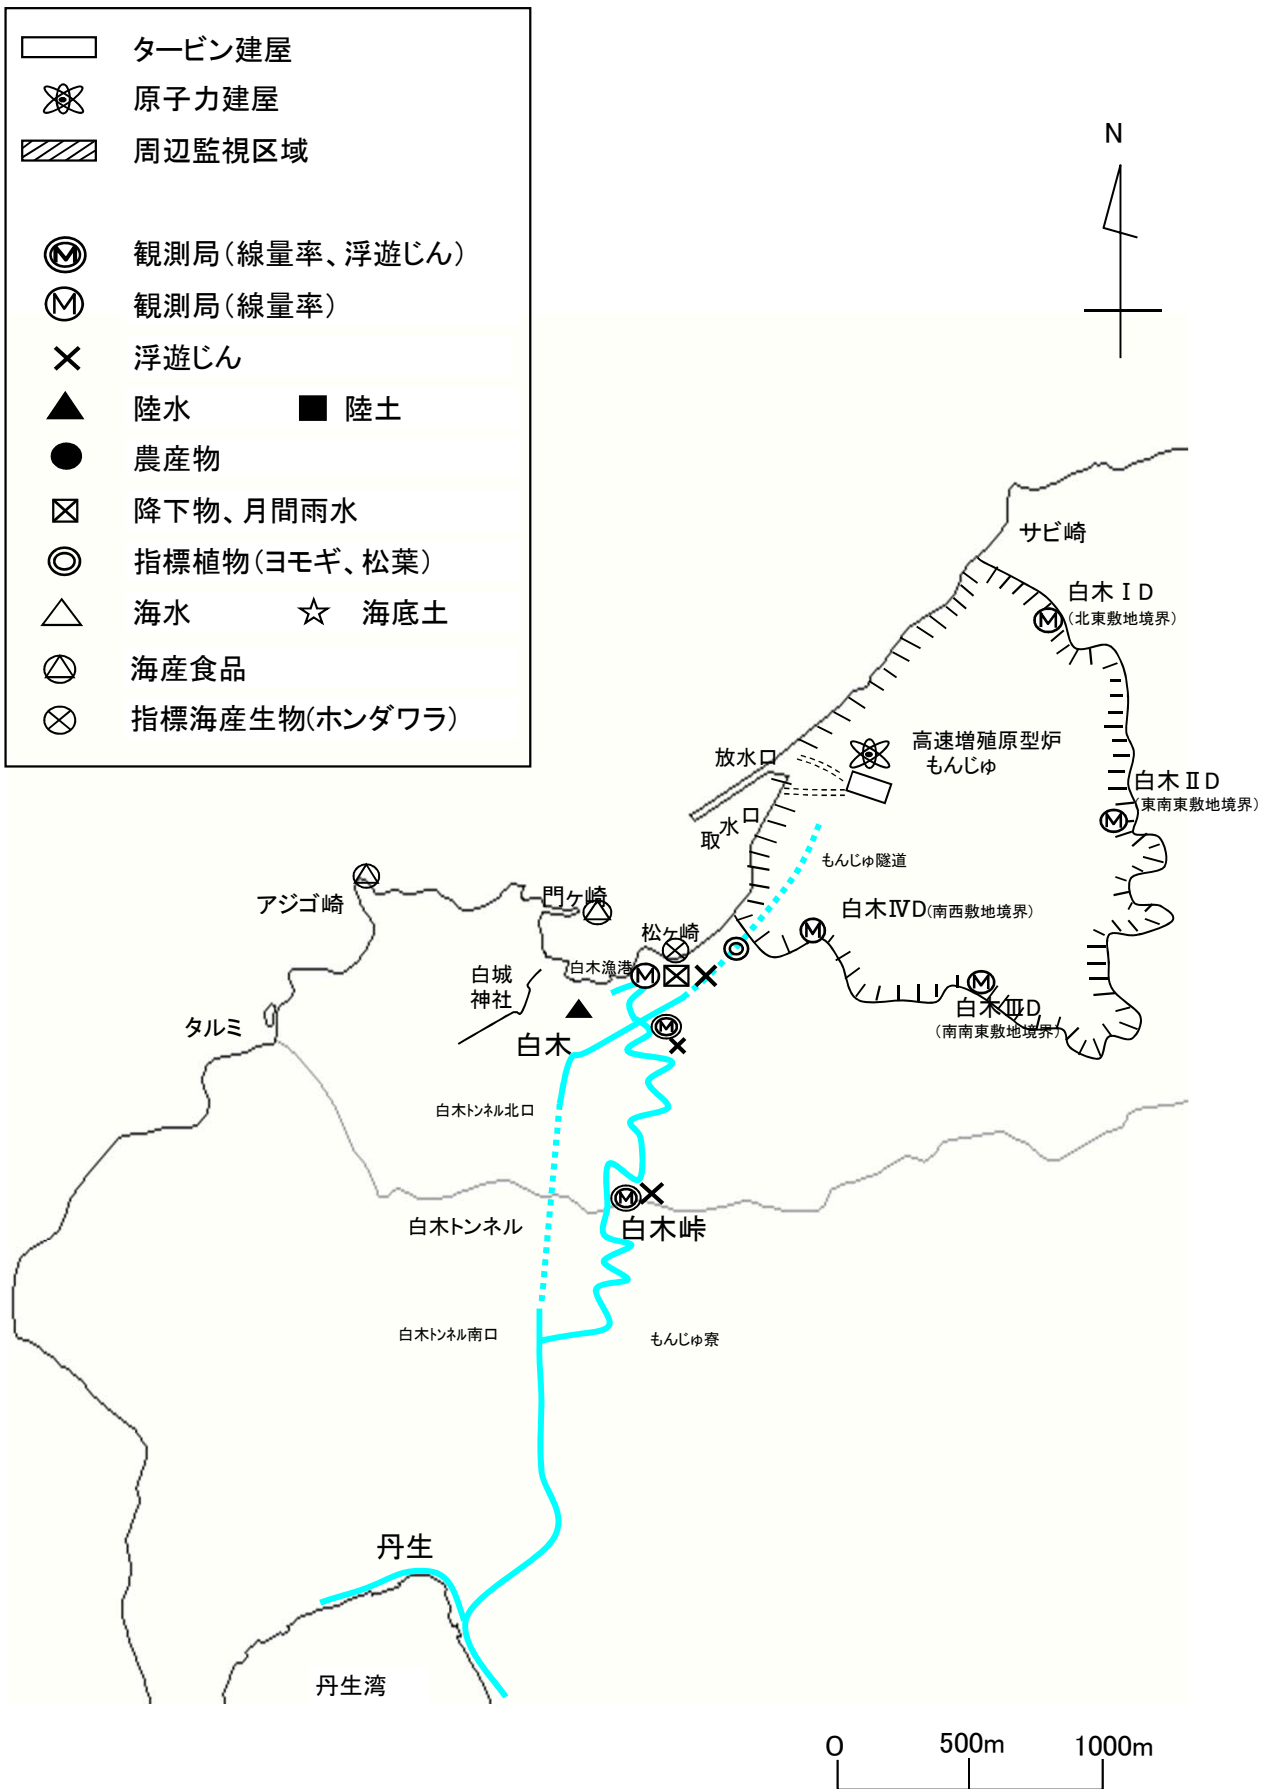 タービン建屋
原子力建屋
周辺監視区域
M 観測局(線量率、浮遊じん)
M 観測局(線量率)
浮遊じん
陸水 陸土
農産物
降下物、月間雨水
指標植物(ヨモギ、松葉)
海水 海底土
海産食品
指標海産生物(ホンダワラ)
N
サビ崎
白木ⅠD
(北東敷地境界)
M
高速増殖原型炉
もんじゅ
放水口
白木ⅡD
(東南東敷地境界)
M
取水口
もんじゅ隧道
アジゴ崎
門ヶ崎
白木ⅣD(南西敷地境界)
M
松ヶ崎
白木漁港
M
白城
神社
M
白木ⅢD
(南南東敷地境界)
タルミ
白木
M
白木トンネル北口
M
白木トンネル
白木峠
白木トンネル南口
もんじゅ寮
丹生
丹生湾
0 500m 1000m